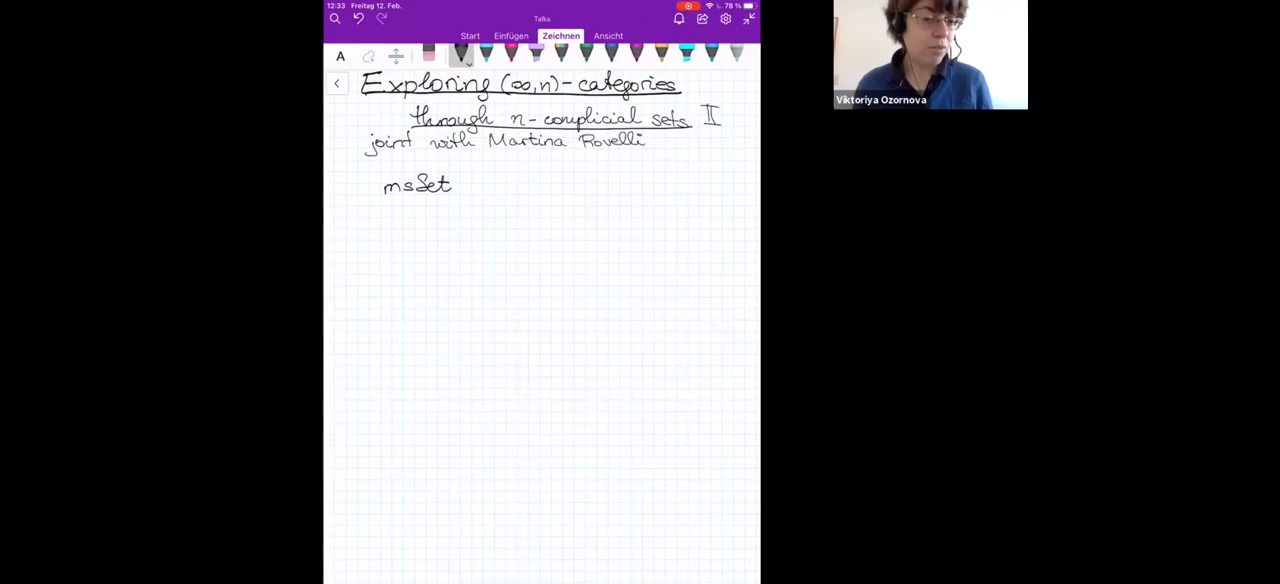 12:33 Freitag 12. Feb.
78 %
Talks
Start Einfügen Zeichnen Ansicht
A
Exploring (∞,n)-categories
through n-complicial sets II
joint with Martina Rovelli
msSet
Viktoriya Ozornova